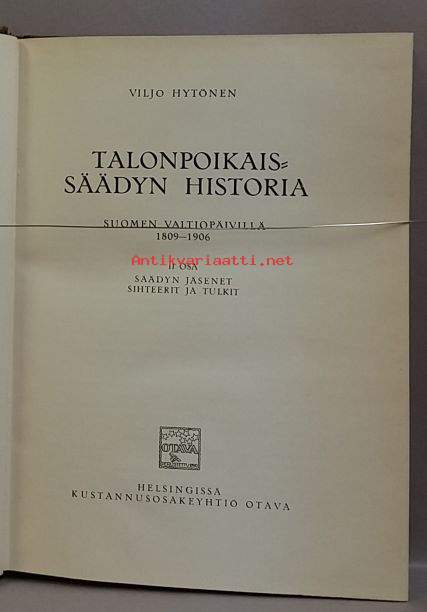 VILJO HYTÖNEN
TALONPOIKAIS=
SÄÄDYN HISTORIA
SUOMEN VALTIOPÄIVILLÄ
1809—1906
Antikvariaatti.net
II OSA
SÄÄDYN JÄSENET
SIHTEERIT JA TULKIT
OTAVA
HELSINGISSÄ
KUSTANNUSOSAKEYHTIÖ OTAVA